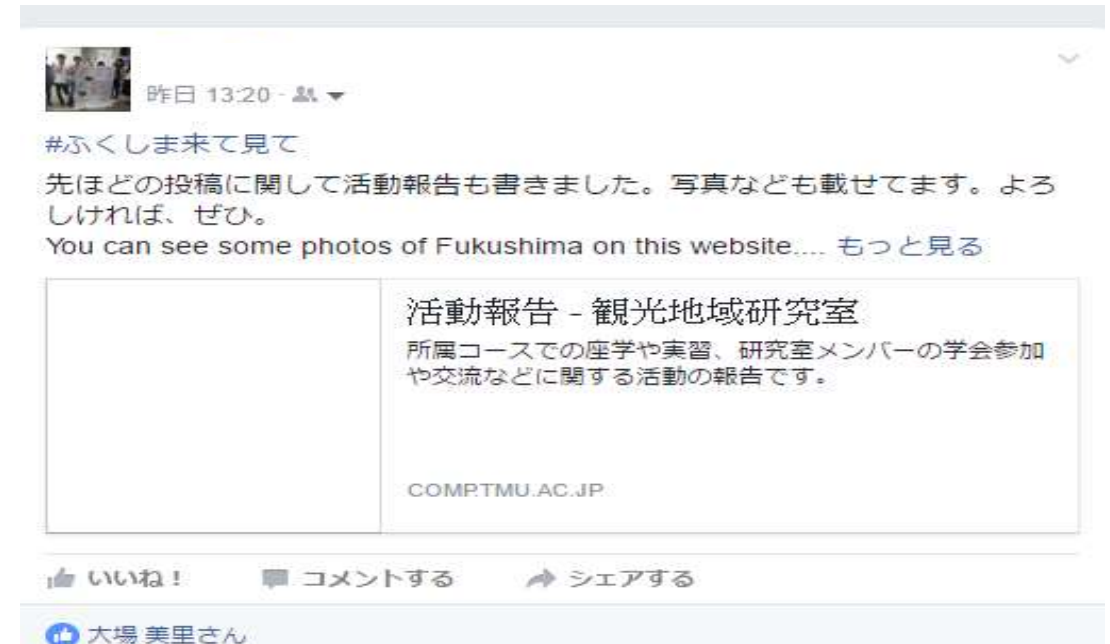 昨日 13:20
#ふくしま来て見て
先ほどの投稿に関して活動報告も書きました。写真なども載せてます。よろ
しければ、ぜひ。
You can see some photos of Fukushima on this website.... もっと見る
活動報告 - 観光地域研究室
所属コースでの座学や実習、研究室メンバーの学会参加
や交流などに関する活動の報告です。
COMP.TMU.AC.JP
いいね! コメントする シェアする
大場 美里さん